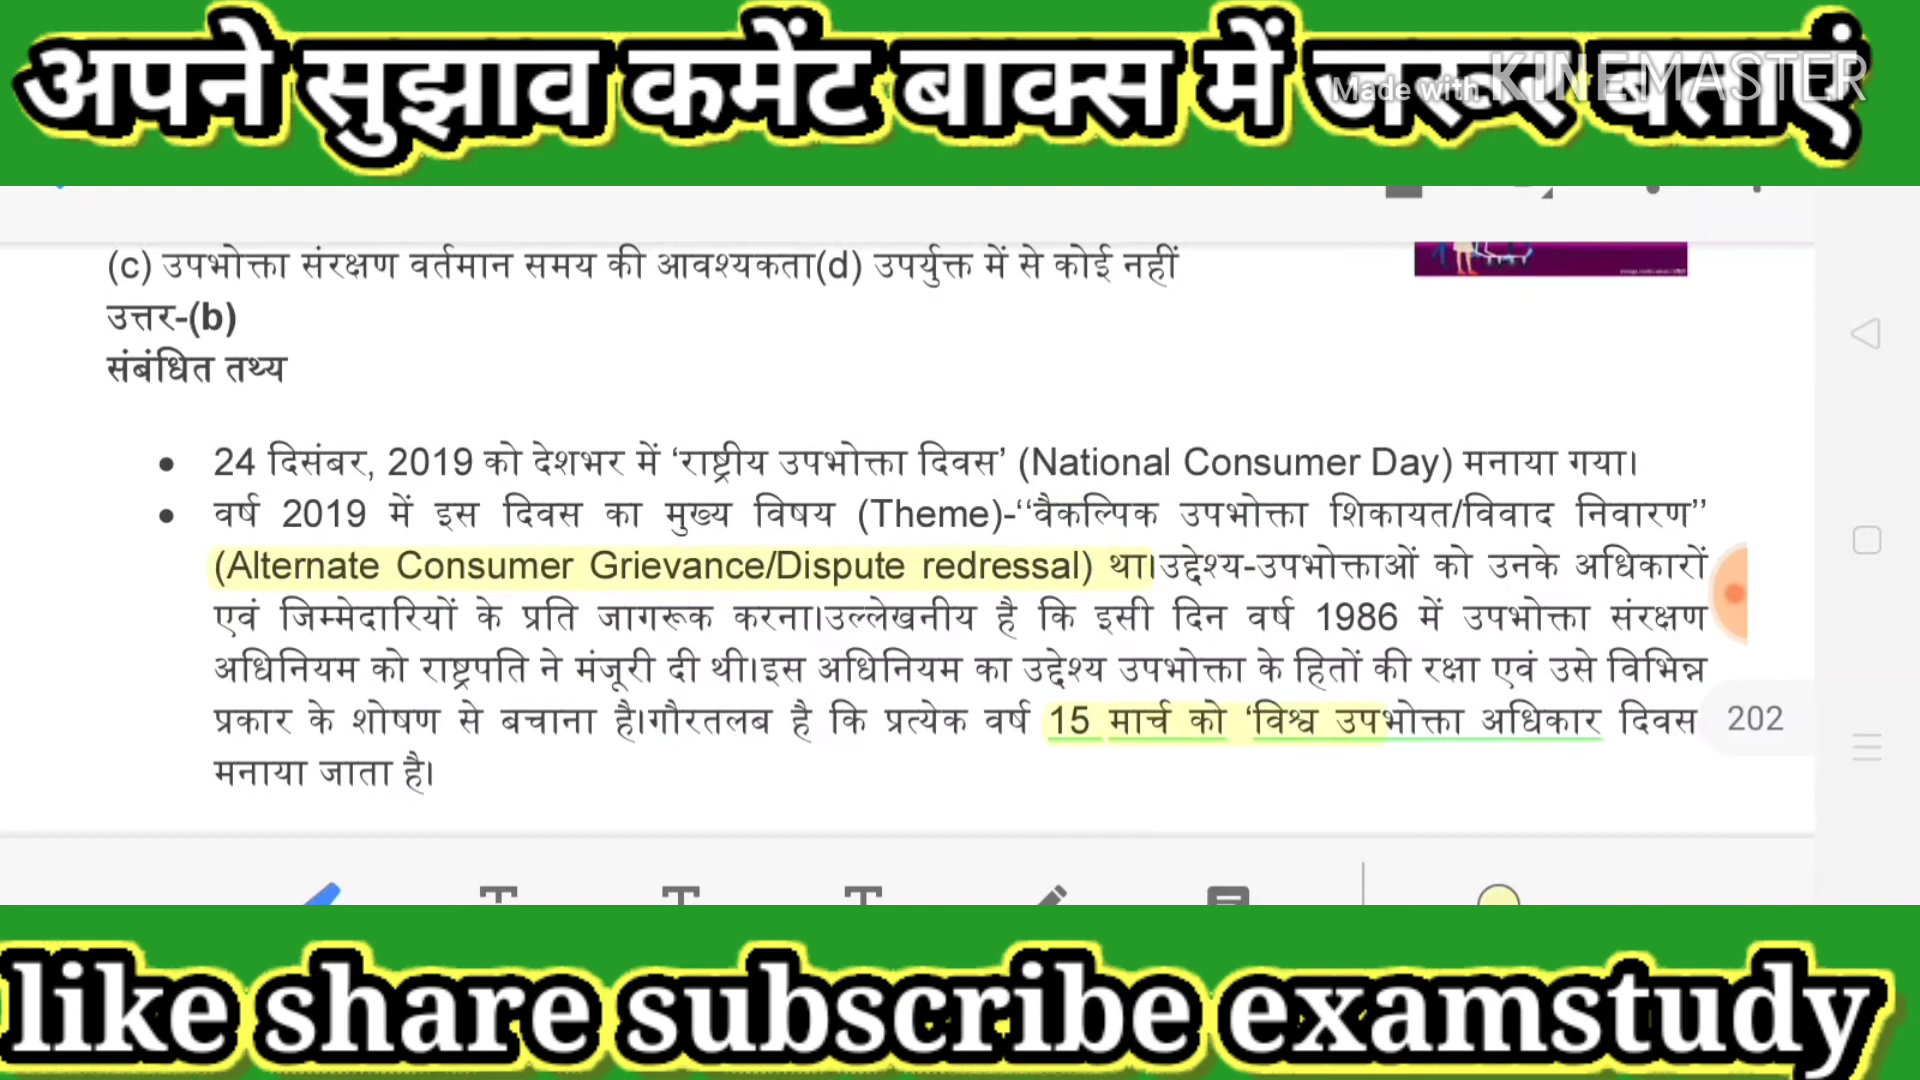 अपने सुझाव कमेंट बाक्स में जरूर बताएं
Made with KINEMASTER
(c) उपभोक्ता संरक्षण वर्तमान समय की आवश्यकता(d) उपर्युक्त में से कोई नहीं
उत्तर-(b)
संबंधित तथ्य
• 24 दिसंबर, 2019 को देशभर में ‘राष्ट्रीय उपभोक्ता दिवस’ (National Consumer Day) मनाया गया।
• वर्ष 2019 में इस दिवस का मुख्य विषय (Theme)-‘‘वैकल्पिक उपभोक्ता शिकायत/विवाद निवारण’’
(Alternate Consumer Grievance/Dispute redressal) था।उद्देश्य-उपभोक्ताओं को उनके अधिकारों
एवं जिम्मेदारियों के प्रति जागरूक करना।उल्लेखनीय है कि इसी दिन वर्ष 1986 में उपभोक्ता संरक्षण
अधिनियम को राष्ट्रपति ने मंजूरी दी थी।इस अधिनियम का उद्देश्य उपभोक्ता के हितों की रक्षा एवं उसे विभिन्न
प्रकार के शोषण से बचाना है।गौरतलब है कि प्रत्येक वर्ष 15 मार्च को ‘विश्व उपभोक्ता अधिकार दिवस
202
मनाया जाता है।
like share subscribe examstudy